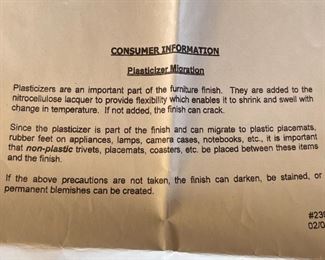 CONSUMER INFORMATION
Plasticizer Migration
Plasticizers are an important part of the furniture finish. They are added to the
nitrocellulose lacquer to provide flexibility which enables it to shrink and swell with
change in temperature. If not added, the finish can crack.
Since the plasticizer is part of the finish and can migrate to plastic placemats,
rubber feet on appliances, lamps, camera cases, notebooks, etc., it is important
that non-plastic trivets, placemats, coasters, etc. be placed between these items
and the finish.
If the above precautions are not taken, the finish can darken, be stained, or
permanent blemishes can be created.
#230
02/0